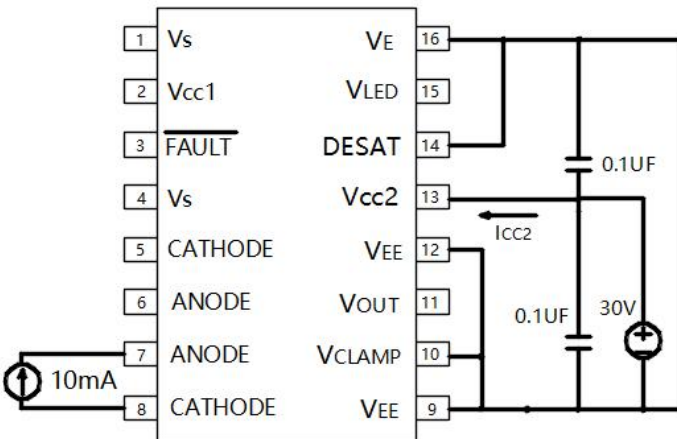 1 Vs VE 16
2 Vcc1 VLED 15
3 FAULT DESAT 14
0.1UF
4 Vs Vcc2 13
ICC2
5 CATHODE VEE 12
6 ANODE VOUT 11
0.1UF 30V
7 ANODE VCLAMP 10
10mA
8 CATHODE VEE 9